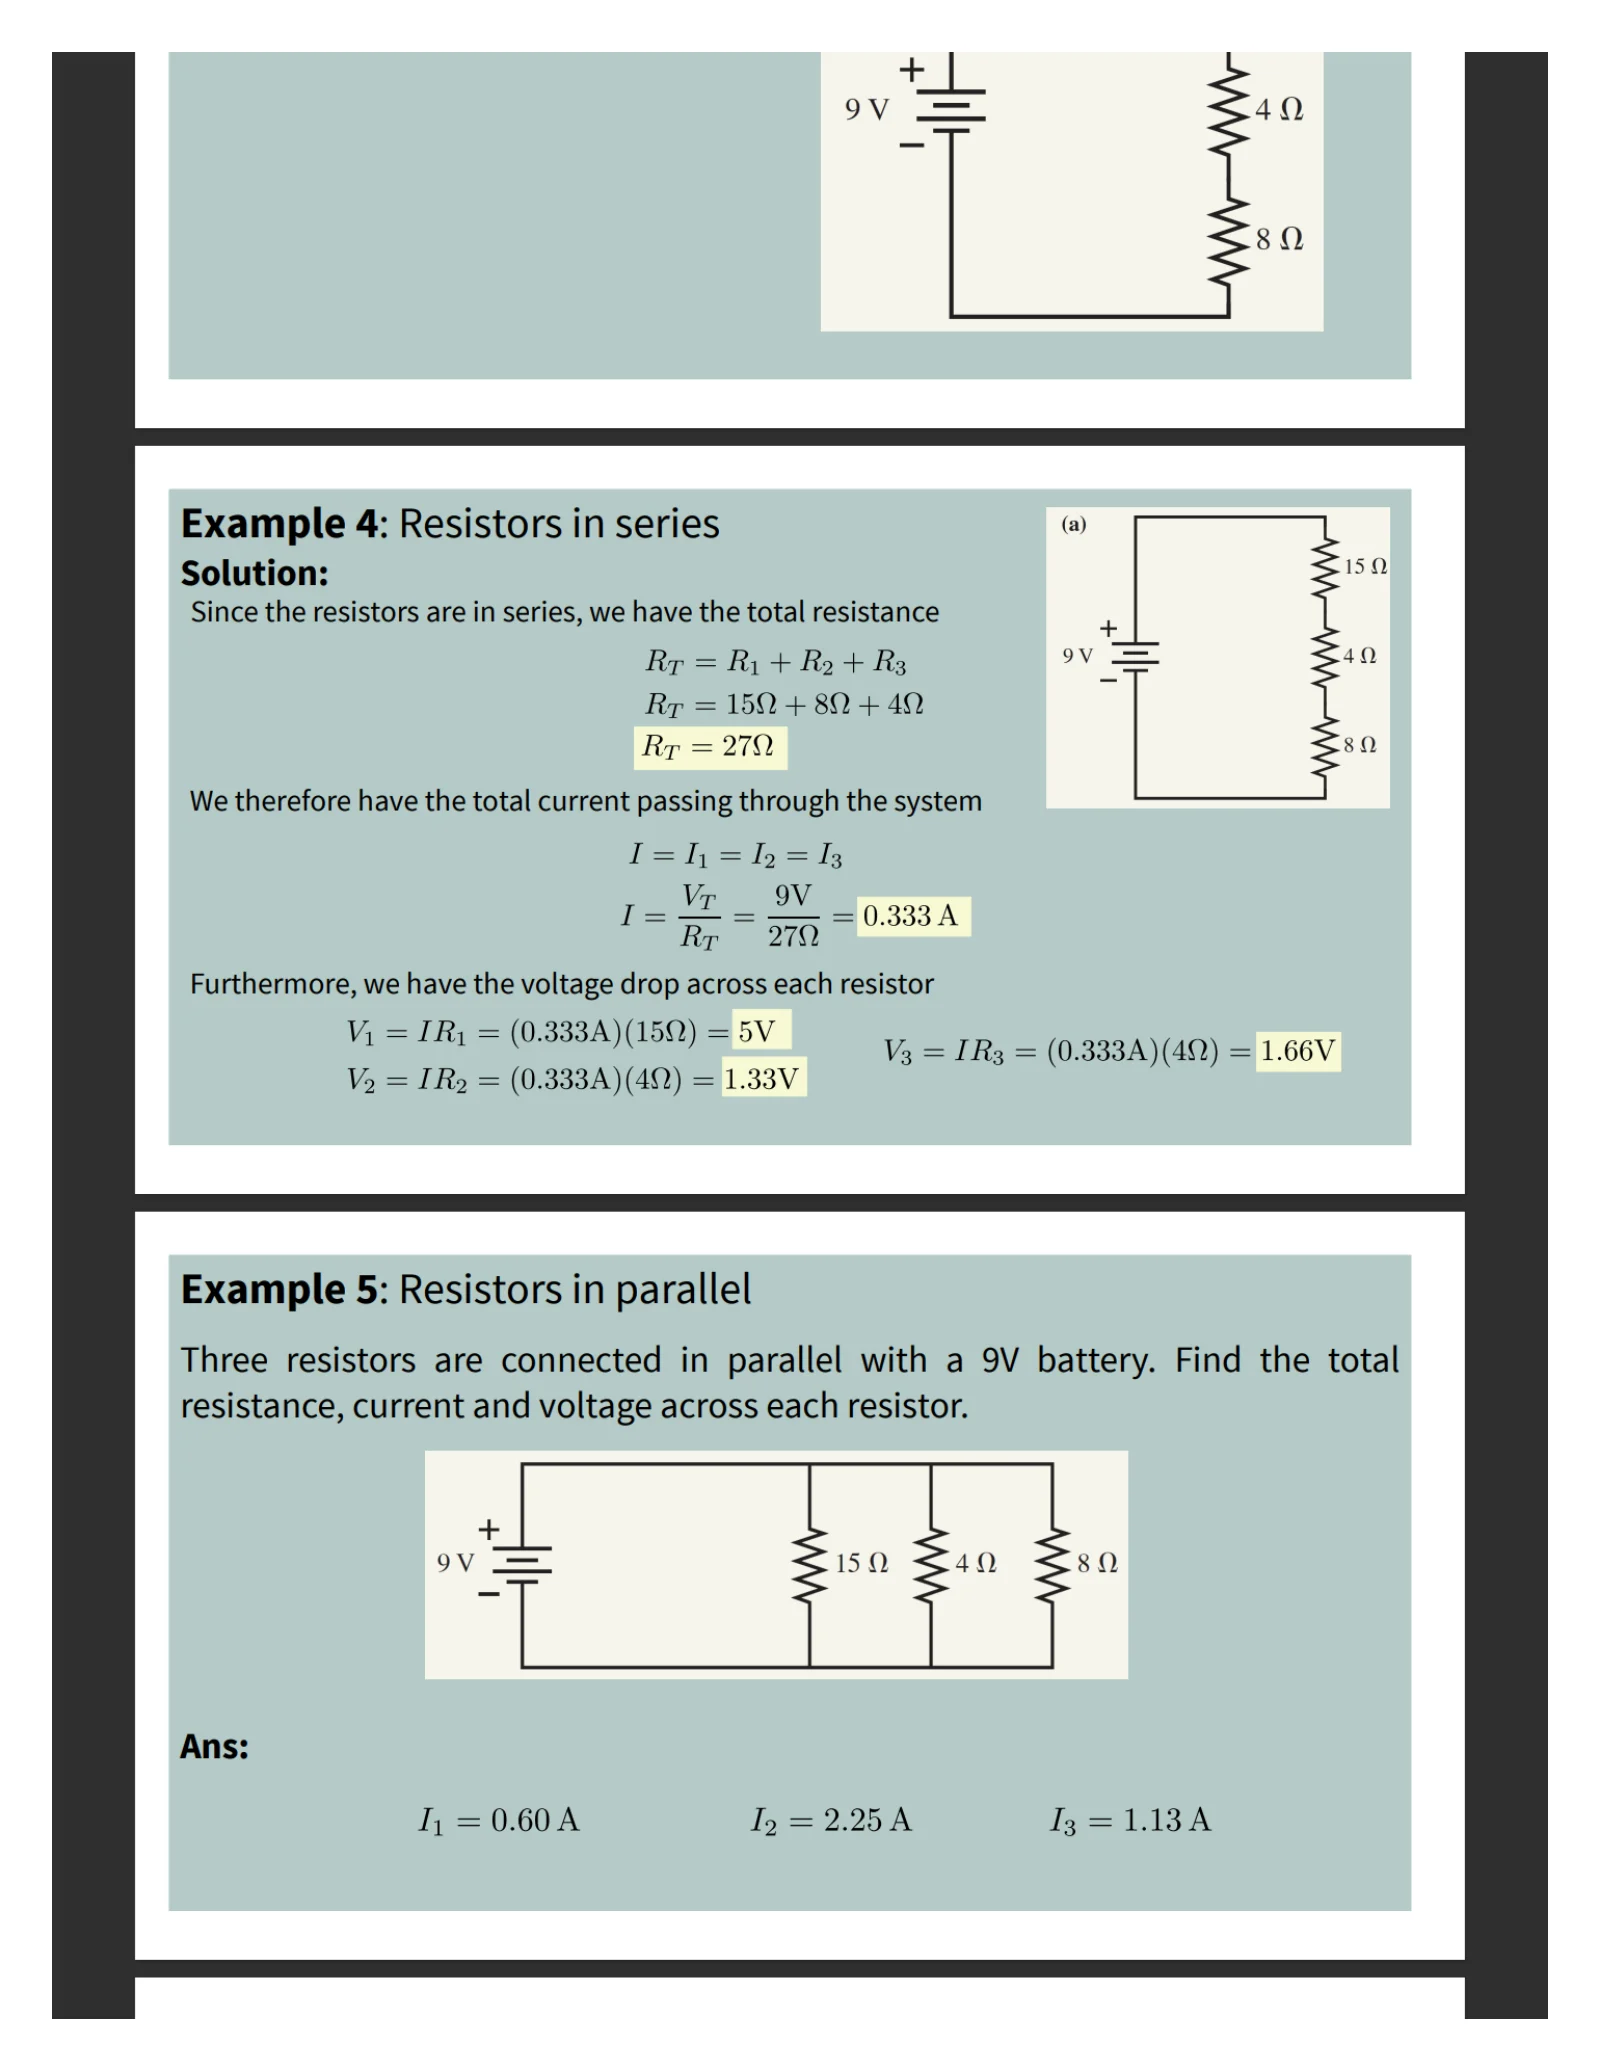 +
9 V
−
4 Ω
8 Ω
Example 4: Resistors in series
Solution:
Since the resistors are in series, we have the total resistance
R_T = R_1 + R_2 + R_3
R_T = 15Ω + 8Ω + 4Ω
R_T = 27Ω
(a)
15 Ω
+
9 V
−
4 Ω
8 Ω
We therefore have the total current passing through the system
I = I_1 = I_2 = I_3
I = V_T / R_T = 9V / 27Ω = 0.333 A
Furthermore, we have the voltage drop across each resistor
V_1 = IR_1 = (0.333A)(15Ω) = 5V
V_2 = IR_2 = (0.333A)(4Ω) = 1.33V
V_3 = IR_3 = (0.333A)(4Ω) = 1.66V
Example 5: Resistors in parallel
Three resistors are connected in parallel with a 9V battery. Find the total
resistance, current and voltage across each resistor.
+
9 V
−
15 Ω
4 Ω
8 Ω
Ans:
I_1 = 0.60 A
I_2 = 2.25 A
I_3 = 1.13 A